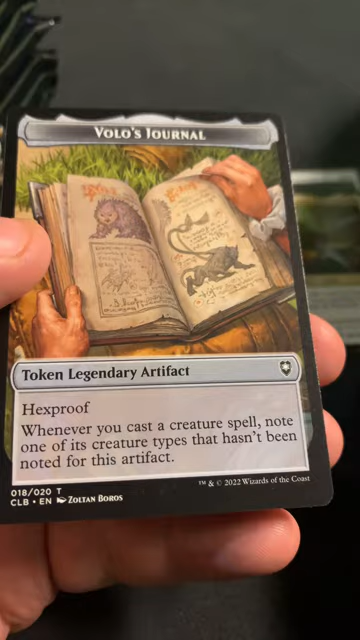 VOLO'S JOURNAL
Token Legendary Artifact
Hexproof
Whenever you cast a creature spell, note
one of its creature types that hasn't been
noted for this artifact.
018/020 T
CLB • EN ZOLTAN BOROS
™ & © 2022 Wizards of the Coast